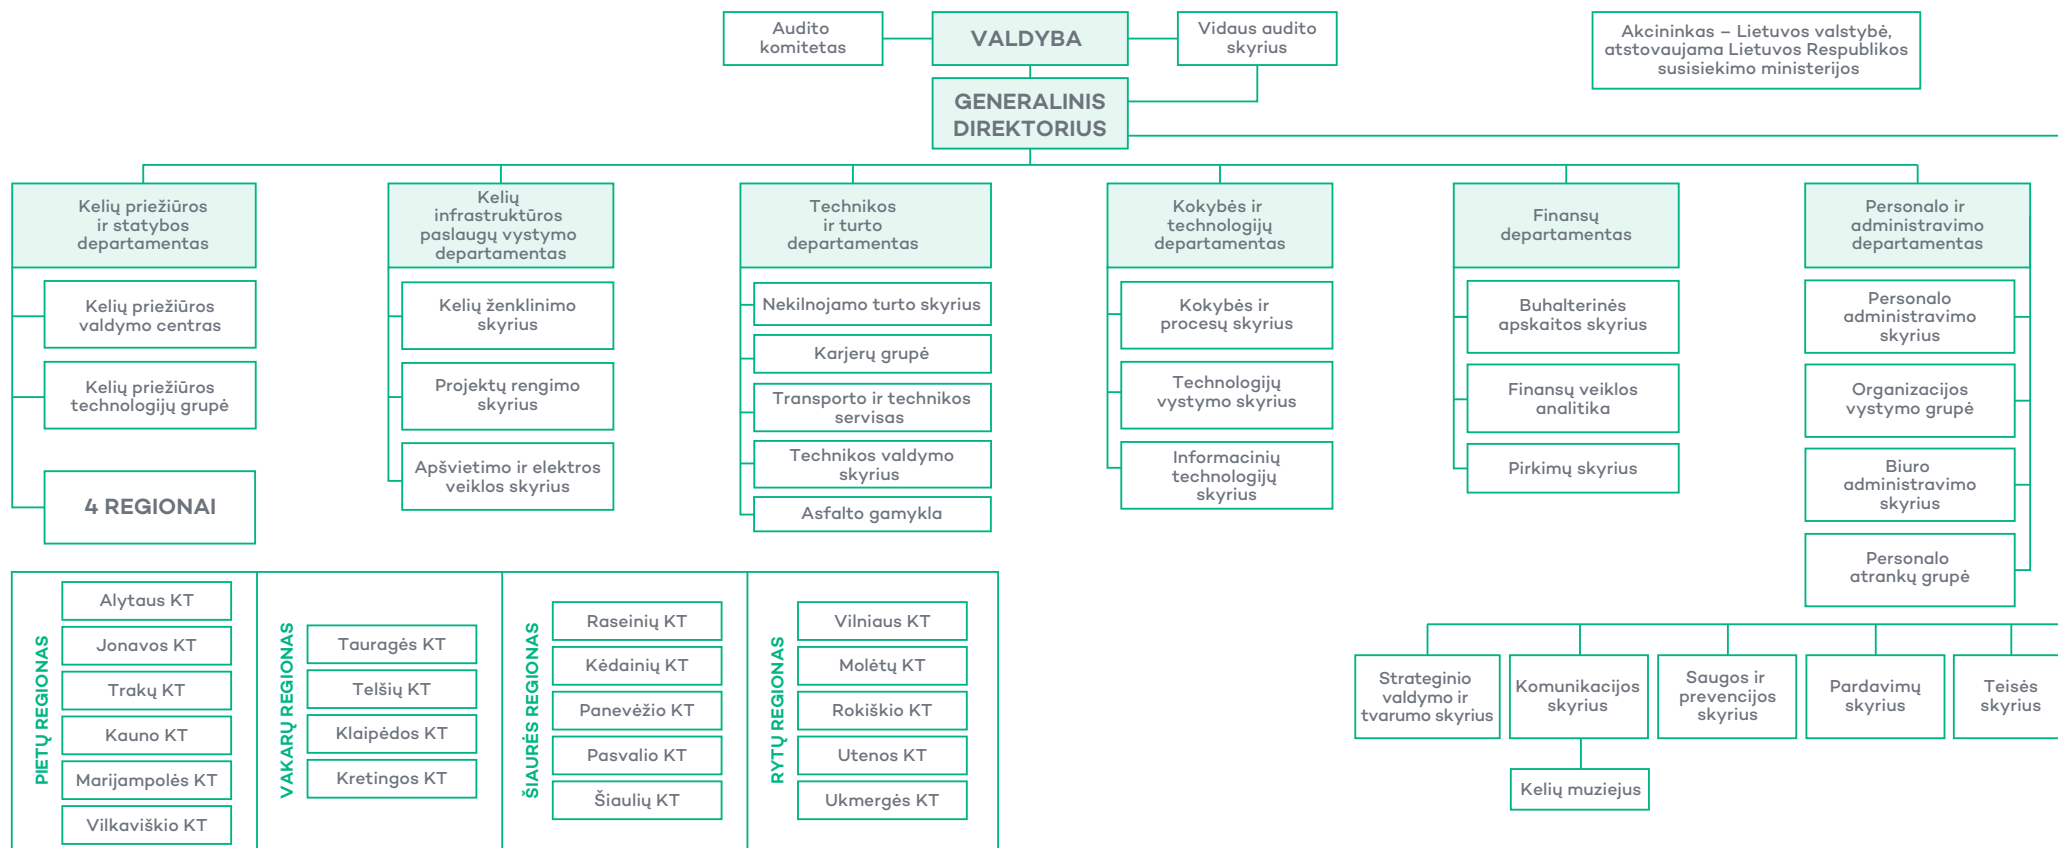 Audito
komitetas
VALDYBA
Vidaus audito
skyrius
Akcininkas – Lietuvos valstybė,
atstovaujama Lietuvos Respublikos
susisiekimo ministerijos
GENERALINIS
DIREKTORIUS
Kelių priežiūros
ir statybos
departamentas
Kelių priežiūros
valdymo centras
Kelių priežiūros
technologijų grupė
4 REGIONAI
Kelių
infrastruktūros
paslaugų vystymo
departamentas
Kelių ženklinimo
skyrius
Projektų rengimo
skyrius
Apšvietimo ir elektros
veiklos skyrius
Technikos
ir turto
departamentas
Nekilnojamo turto skyrius
Karjerų grupė
Transporto ir technikos
servisas
Technikos valdymo
skyrius
Asfalto gamykla
Kokybės ir
technologijų
departamentas
Kokybės ir
procesų skyrius
Technologijų
vystymo skyrius
Informacinių
technologijų
skyrius
Finansų
departamentas
Buhalterinės
apskaitos skyrius
Finansų veiklos
analitika
Pirkimų skyrius
Personalo ir
administravimo
departamentas
Personalo
administravimo
skyrius
Organizacijos
vystymo grupė
Biuro
administravimo
skyrius
Personalo
atrankų grupė
PIETŲ REGIONAS
Alytaus KT
Jonavos KT
Trakų KT
Kauno KT
Marijampolės KT
Vilkaviškio KT
VAKARŲ REGIONAS
Tauragės KT
Telšių KT
Klaipėdos KT
Kretingos KT
ŠIAURĖS REGIONAS
Raseinių KT
Kėdainių KT
Panevėžio KT
Pasvalio KT
Šiaulių KT
RYTŲ REGIONAS
Vilniaus KT
Molėtų KT
Rokiškio KT
Utenos KT
Ukmergės KT
Strateginio
valdymo ir
tvarumo skyrius
Komunikacijos
skyrius
Saugos ir
prevencijos
skyrius
Pardavimų
skyrius
Teisės
skyrius
Kelių muziejus